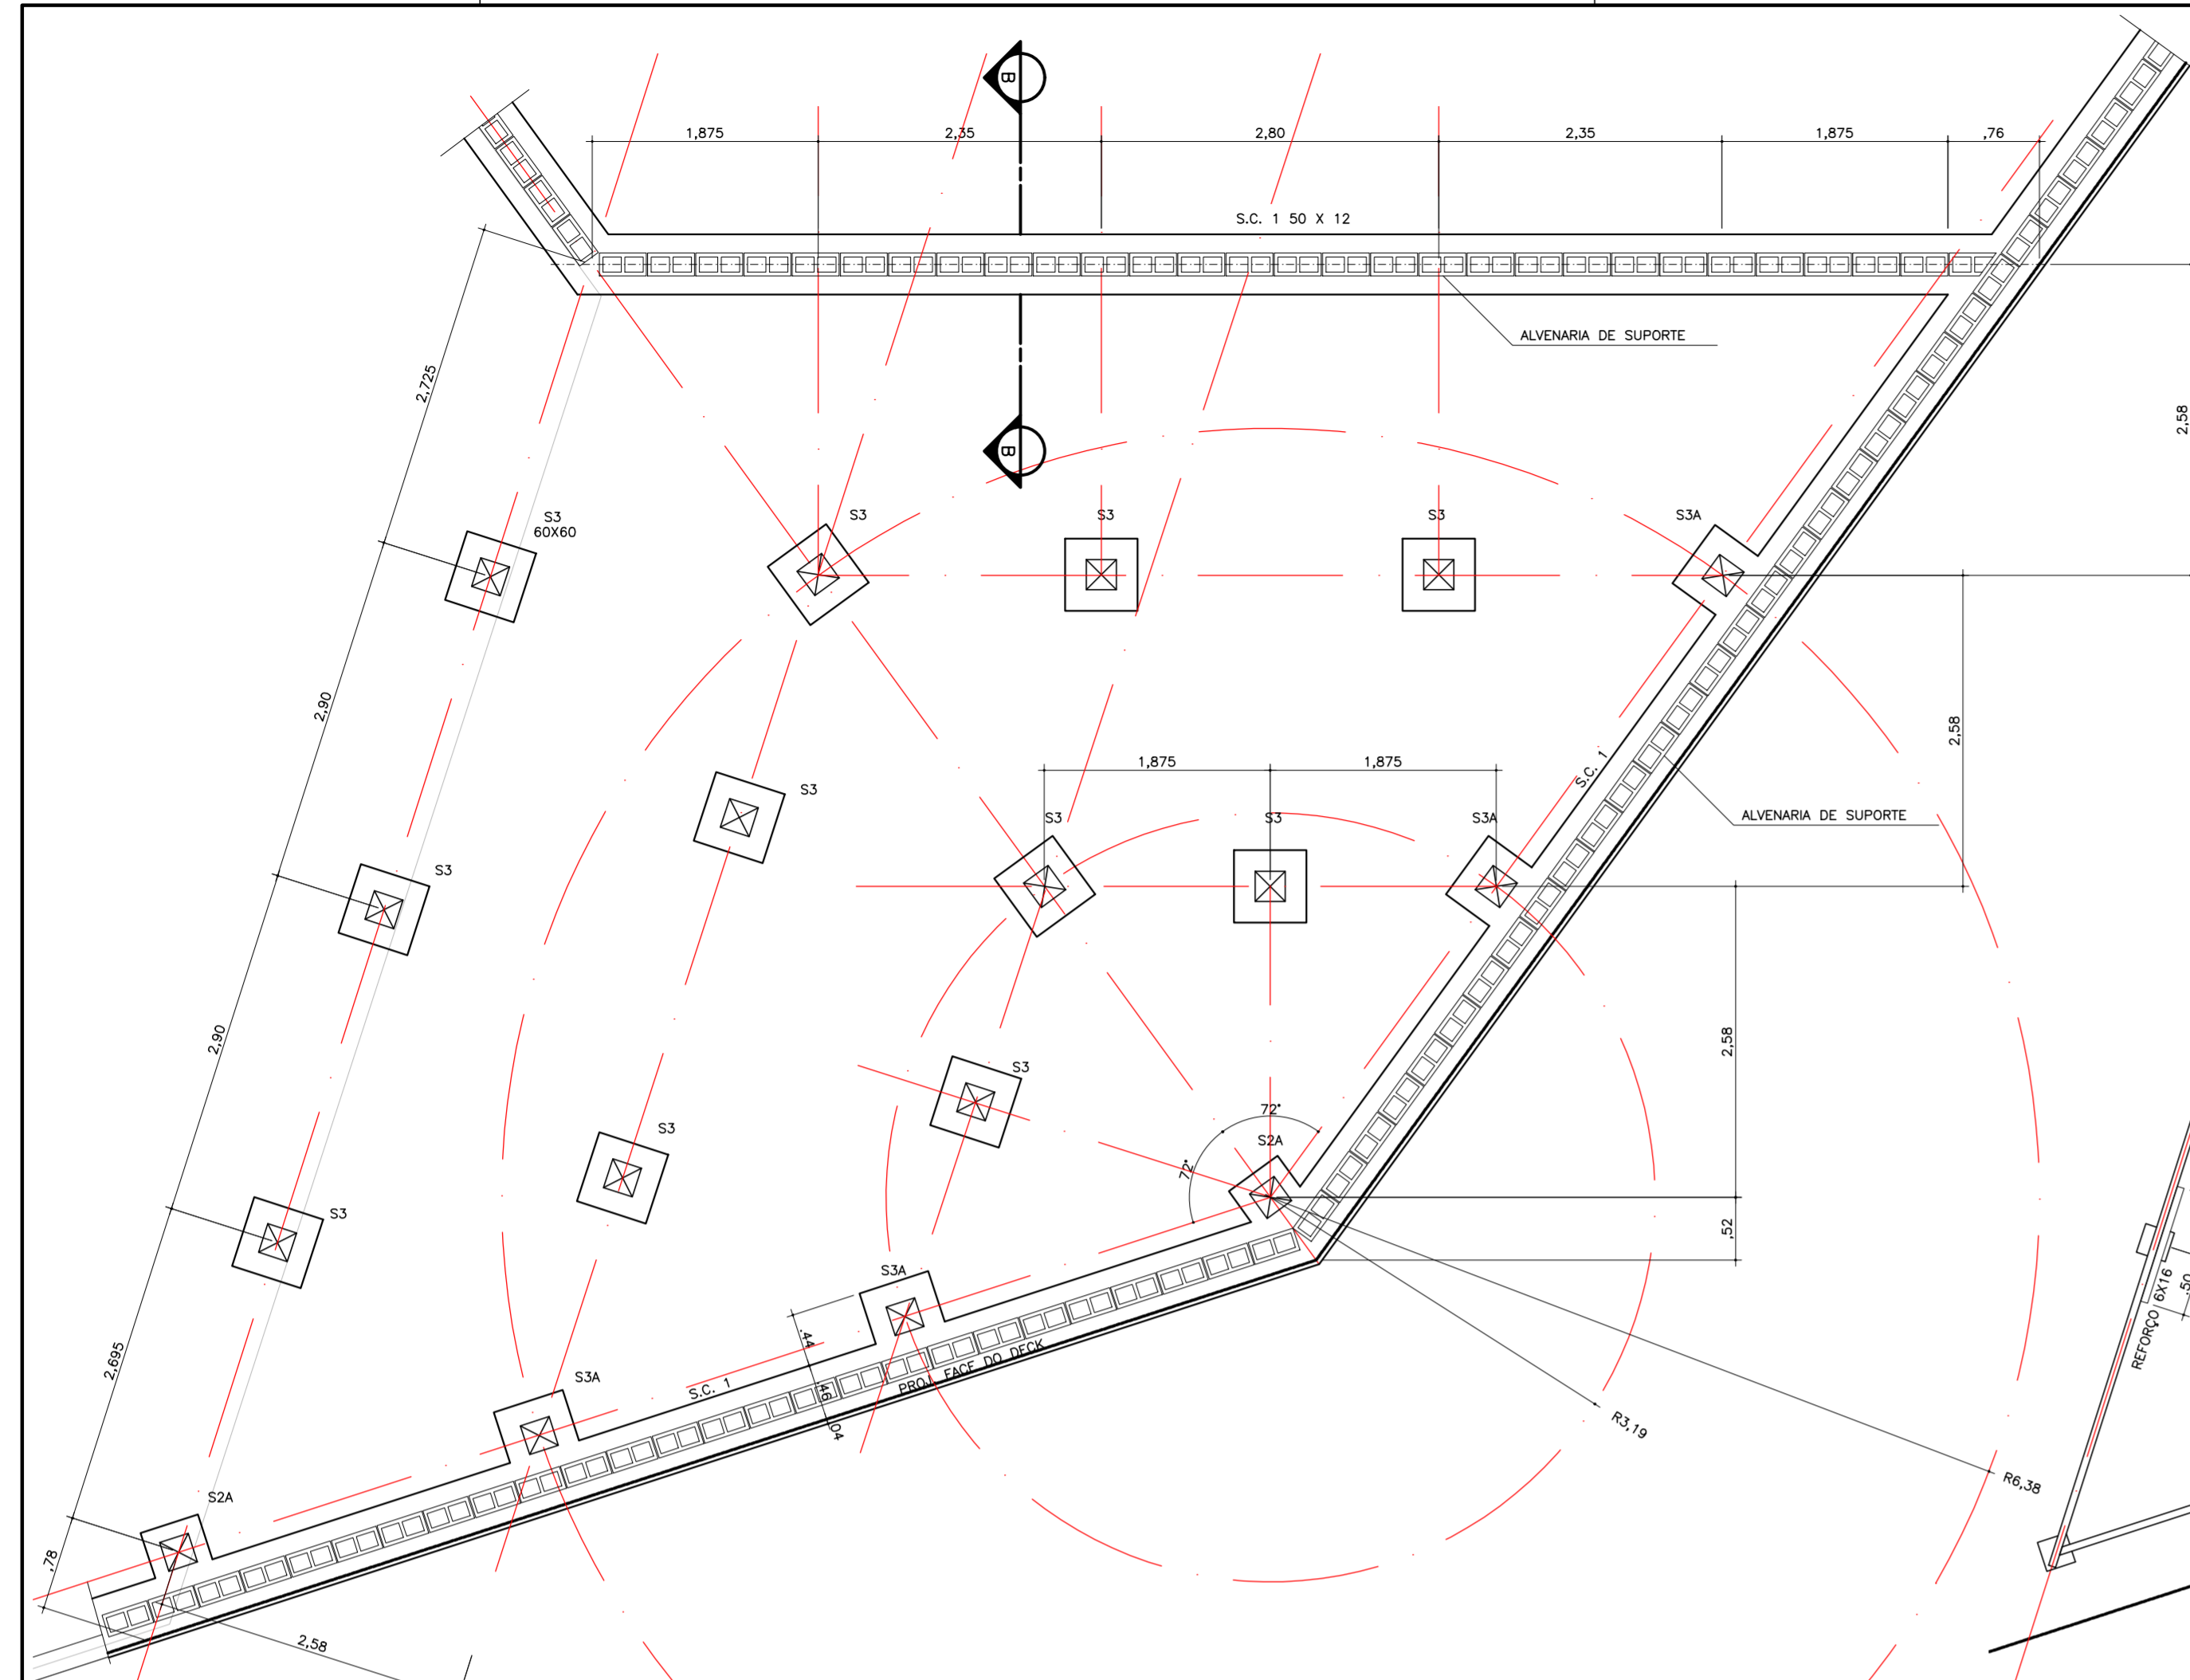 B
1,875
2,35
2,80
2,35
1,875
,76
S.C. 1 50 X 12
ALVENARIA DE SUPORTE
2,725
2,58
B
S3
60X60
S3
S3
S3
S3A
2,90
2,58
1,875
1,875
S.C. 1
S3
S3
S3
S3A
ALVENARIA DE SUPORTE
S3
2,90
2,58
S3
72°
S3
S2A
72°
S3
,52
S3A
REFORÇO 6X16
,50
,44
2,695
S3A
S.C. 1
,46
PROJ. FACE DO DECK
,04
R3,19
R6,38
S2A
,78
2,58